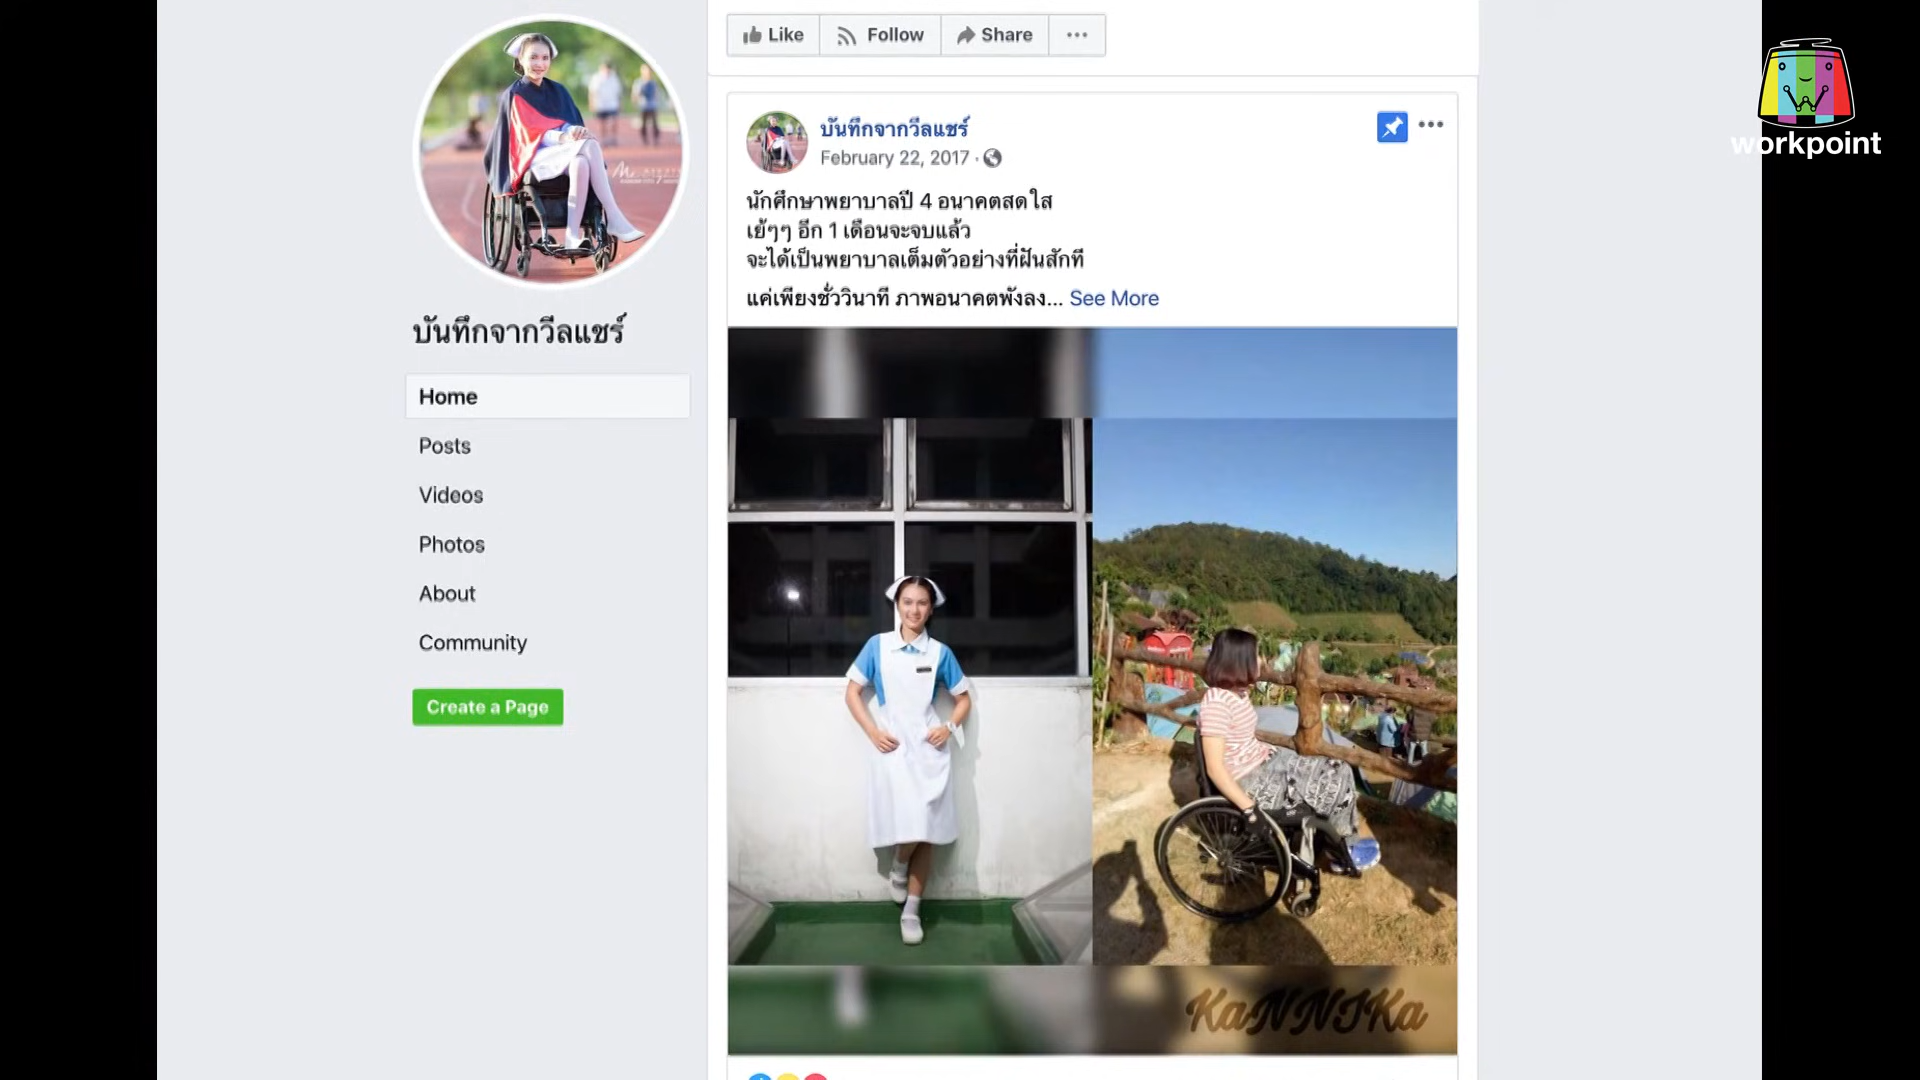 Like
Follow
Share
workpoint
บันทึกจากวีลแชร์
February 22, 2017
นักศึกษาพยาบาลปี 4 อนาคตสดใส
เย้ๆๆ อีก 1 เดือนจะจบแล้ว
จะได้เป็นพยาบาลเต็มตัวอย่างที่ฝันสักที
แค่เพียงชั่ววินาที ภาพอนาคตพังลง... See More
บันทึกจากวีลแชร์
Home
Posts
Videos
Photos
About
Community
Create a Page
KaNNIKa